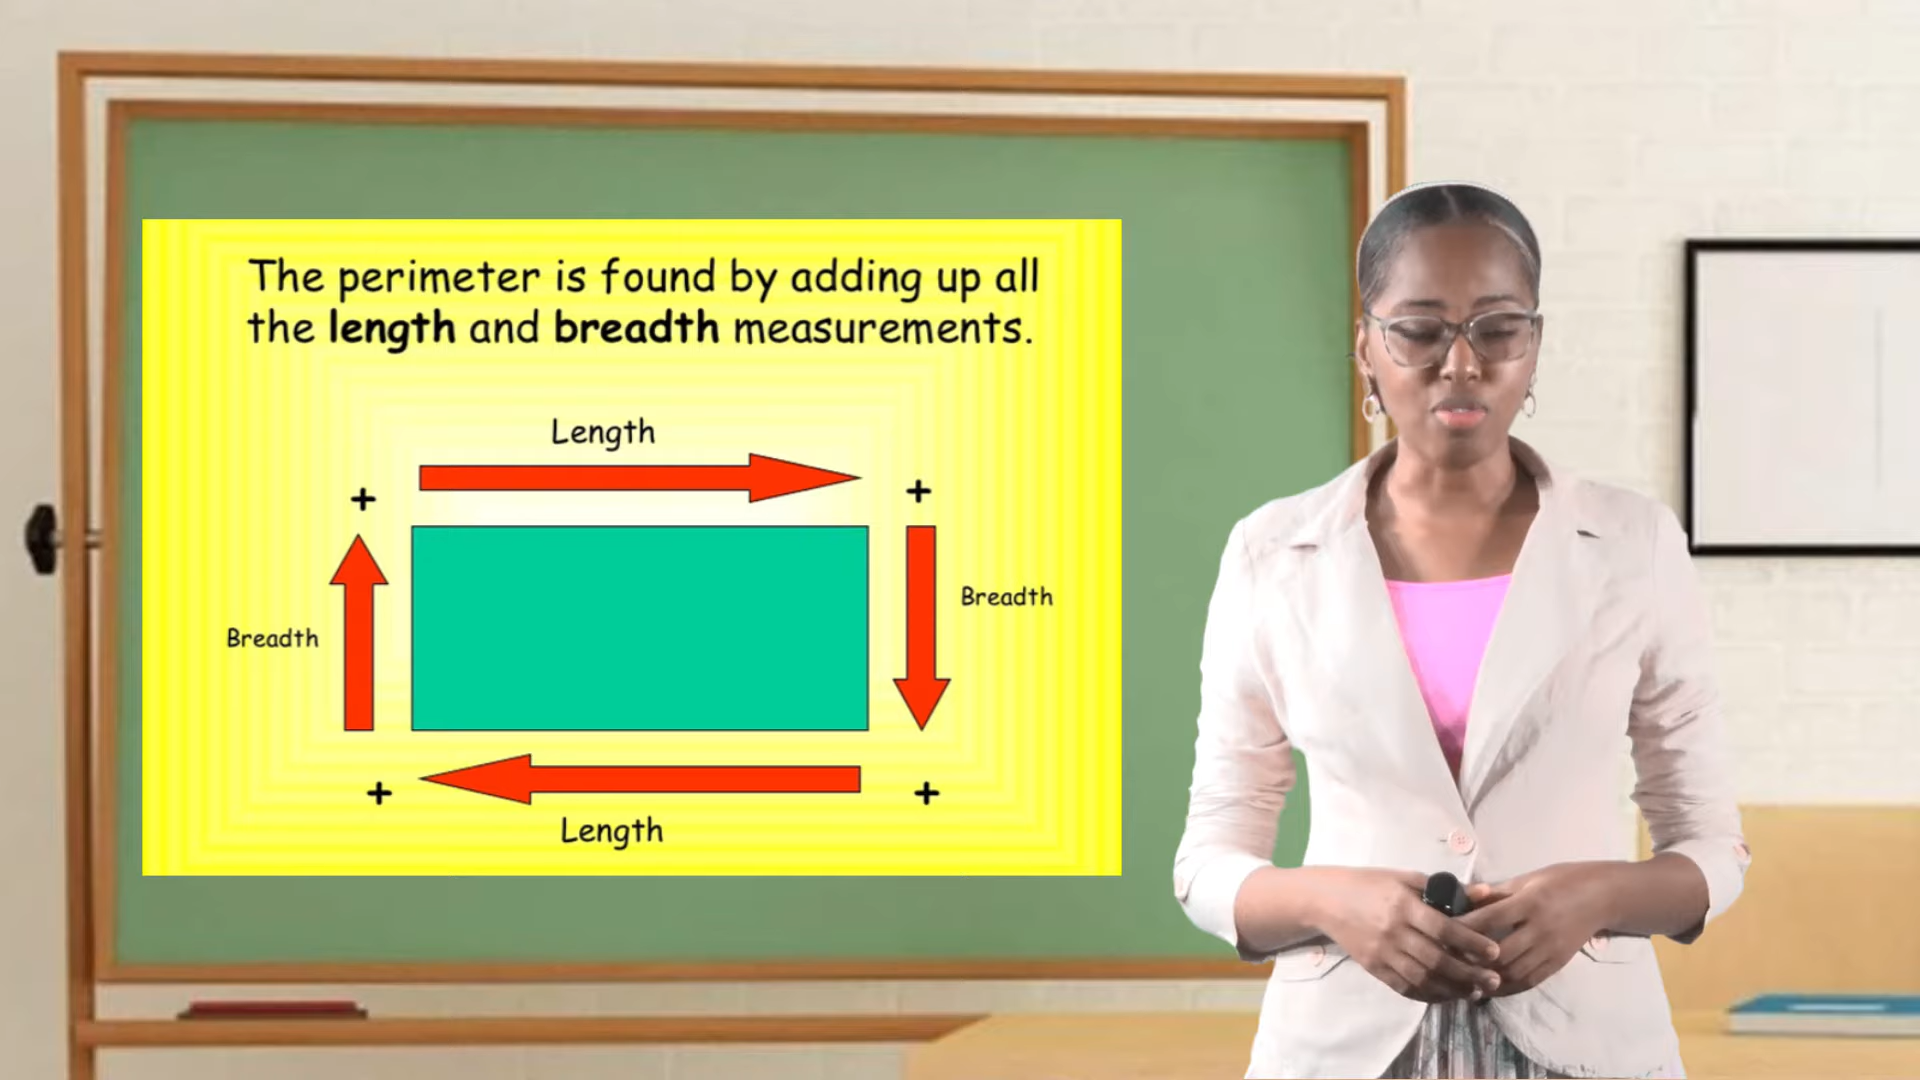 The perimeter is found by adding up all
the length and breadth measurements.
Length
+ +
Breadth
Breadth
+ +
Length